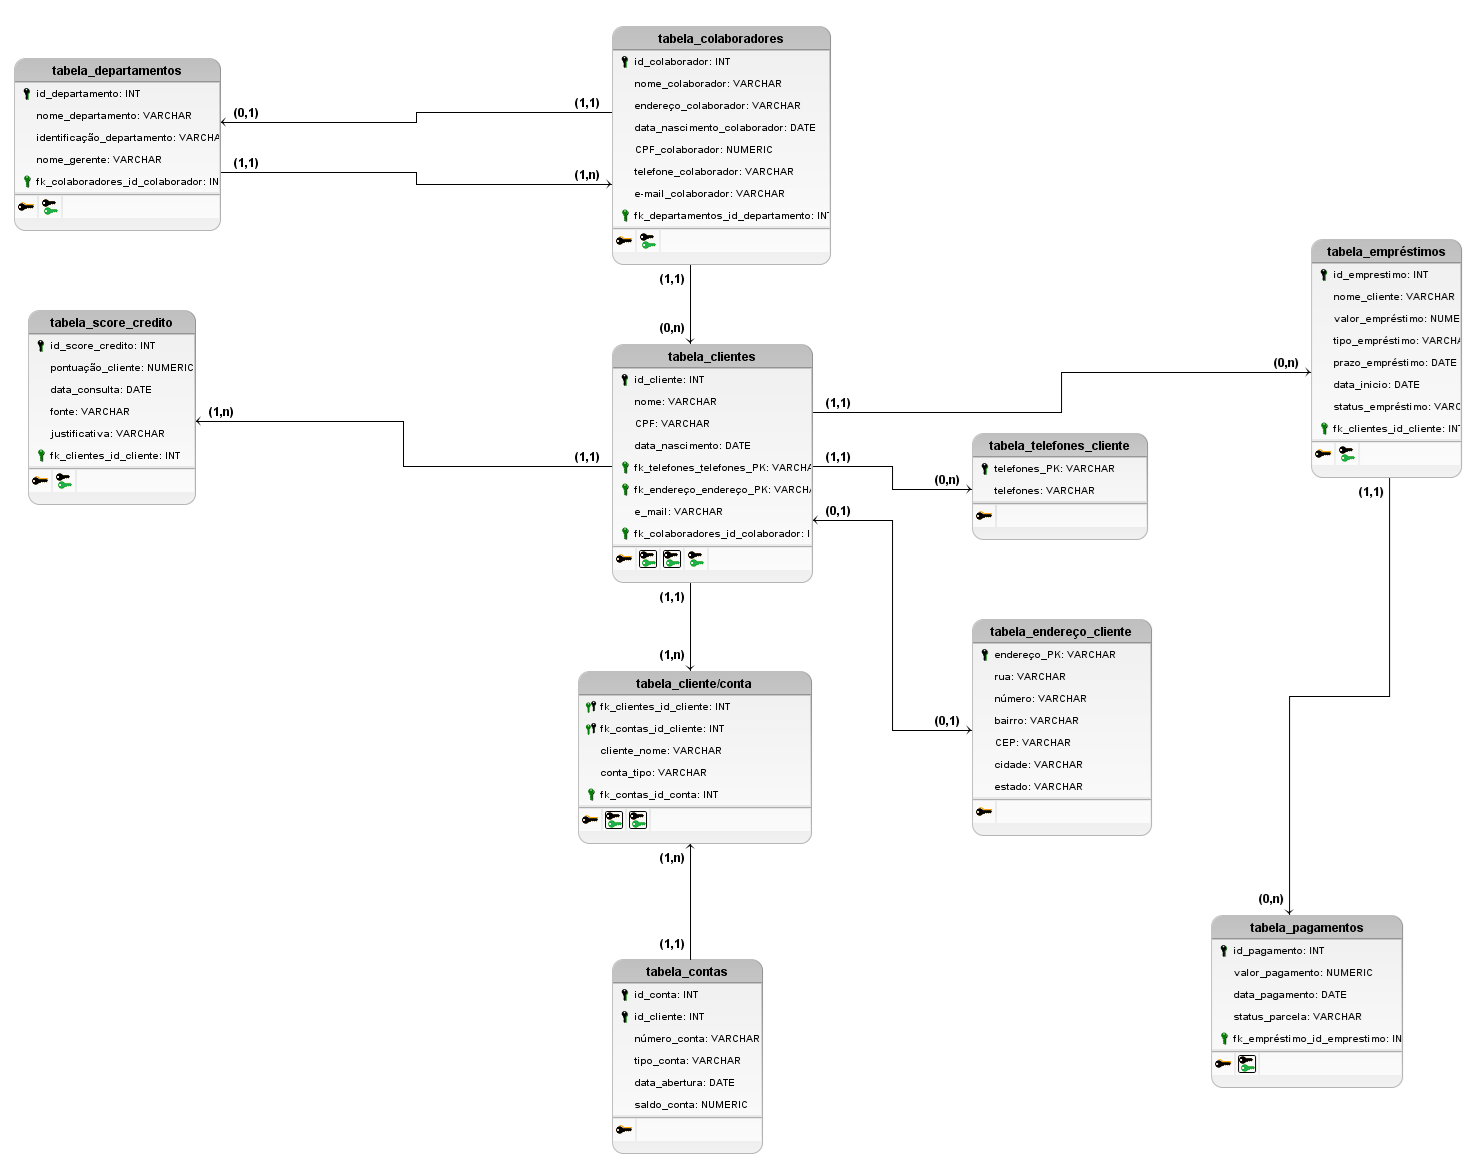 tabela_colaboradores
id_colaborador: INT
nome_colaborador: VARCHAR
endereço_colaborador: VARCHAR
data_nascimento_colaborador: DATE
CPF_colaborador: NUMERIC
telefone_colaborador: VARCHAR
e-mail_colaborador: VARCHAR
fk_departamentos_id_departamento: INT
tabela_departamentos
id_departamento: INT
nome_departamento: VARCHAR
identificação_departamento: VARCHA
nome_gerente: VARCHAR
fk_colaboradores_id_colaborador: IN
(0,1)
(1,1)
(1,1)
(1,n)
(1,1)
(0,n)
tabela_empréstimos
id_emprestimo: INT
nome_cliente: VARCHAR
valor_empréstimo: NUME
tipo_empréstimo: VARCHA
prazo_empréstimo: DATE
data_inicio: DATE
status_empréstimo: VARC
fk_clientes_id_cliente: INT
tabela_score_credito
id_score_credito: INT
pontuação_cliente: NUMERIC
data_consulta: DATE
fonte: VARCHAR
justificativa: VARCHAR
fk_clientes_id_cliente: INT
tabela_clientes
id_cliente: INT
nome: VARCHAR
CPF: VARCHAR
data_nascimento: DATE
fk_telefones_telefones_PK: VARCHA
fk_endereço_endereço_PK: VARCHA
e_mail: VARCHAR
fk_colaboradores_id_colaborador: I
(1,n)
(1,1)
(1,1)
(0,n)
(1,1)
(0,n)
(0,1)
(0,1)
(1,1)
(1,n)
(1,1)
(0,n)
tabela_telefones_cliente
telefones_PK: VARCHAR
telefones: VARCHAR
tabela_endereço_cliente
endereço_PK: VARCHAR
rua: VARCHAR
número: VARCHAR
bairro: VARCHAR
CEP: VARCHAR
cidade: VARCHAR
estado: VARCHAR
tabela_cliente/conta
fk_clientes_id_cliente: INT
fk_contas_id_cliente: INT
cliente_nome: VARCHAR
conta_tipo: VARCHAR
fk_contas_id_conta: INT
(1,n)
(1,1)
tabela_contas
id_conta: INT
id_cliente: INT
número_conta: VARCHAR
tipo_conta: VARCHAR
data_abertura: DATE
saldo_conta: NUMERIC
tabela_pagamentos
id_pagamento: INT
valor_pagamento: NUMERIC
data_pagamento: DATE
status_parcela: VARCHAR
fk_empréstimo_id_emprestimo: IN